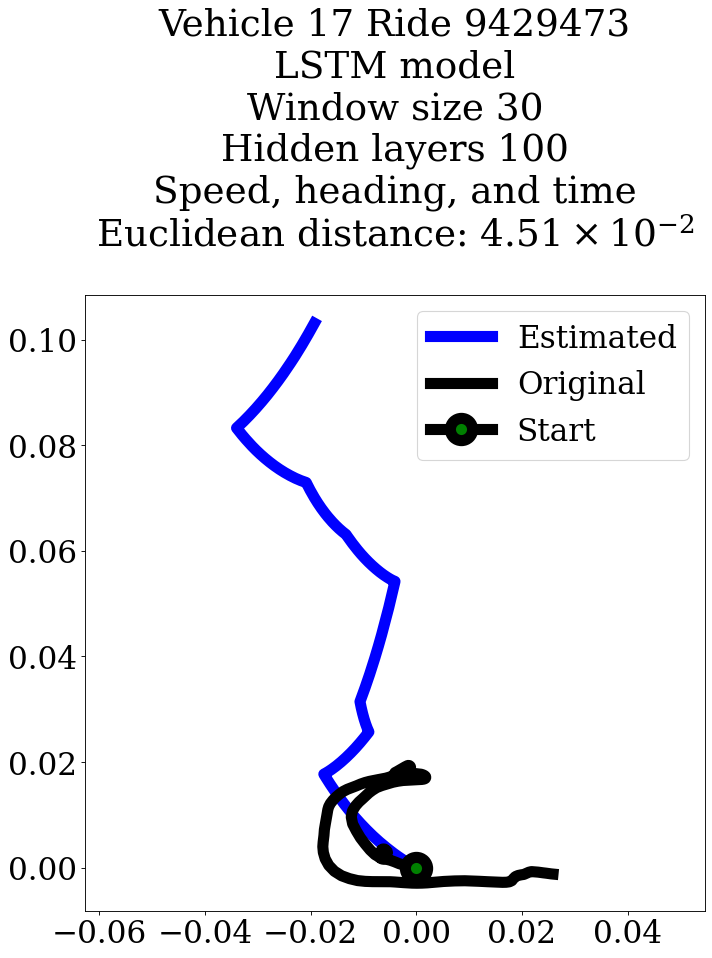 Vehicle 17 Ride 9429473
LSTM model
Window size 30
Hidden layers 100
Speed, heading, and time
Euclidean distance: 4.51 × 10⁻²
Estimated
Original
Start
0.10
0.08
0.06
0.04
0.02
0.00
−0.06 −0.04 −0.02 0.00 0.02 0.04